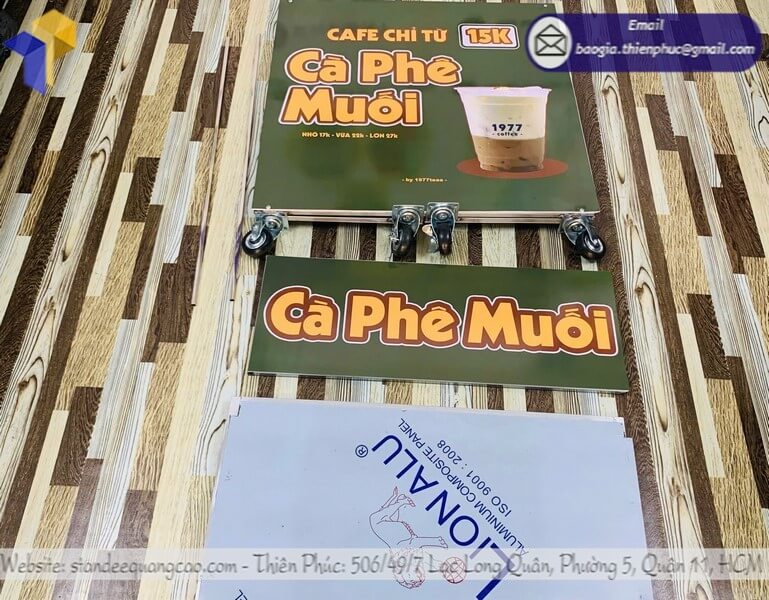 Email
baogia.thienphuc@gmail.com
CAFE CHỈ TỪ 15K
Cà Phê
Muối
NHỎ 17k - VỪA 22k - LỚN 27k
1977
coffee
Cà Phê Muối
LIONALU®
ALUMINIUM COMPOSITE PANEL
ISO 9001 : 2008
Website: standeequangcao.com - Thiên Phúc: 506/49/7 Lạc Long Quân, Phường 5, Quận 11, HCM